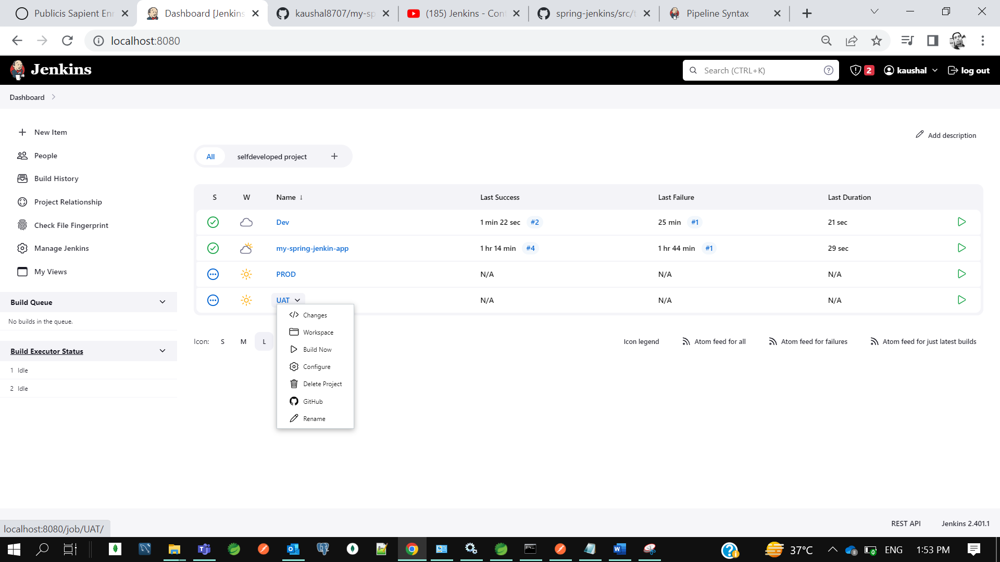 Publicis Sapient Enr
Dashboard [Jenkins
kaushal8707/my-sp
(185) Jenkins - Con
spring-jenkins/src/t
Pipeline Syntax
localhost:8080
Jenkins
Search (CTRL+K)
2
kaushal
log out
Dashboard
New Item
People
Build History
Project Relationship
Check File Fingerprint
Manage Jenkins
My Views
Build Queue
No builds in the queue.
Build Executor Status
1 Idle
2 Idle
Add description
All selfdeveloped project
S W Name ↓ Last Success Last Failure Last Duration
Dev 1 min 22 sec #2 25 min #1 21 sec
my-spring-jenkin-app 1 hr 14 min #4 1 hr 44 min #1 29 sec
PROD N/A N/A N/A
UAT N/A N/A N/A
Changes
Workspace
Build Now
Configure
Delete Project
GitHub
Rename
Icon: S M L
Icon legend Atom feed for all Atom feed for failures Atom feed for just latest builds
REST API Jenkins 2.401.1
localhost:8080/job/UAT/
37°C ENG 1:53 PM